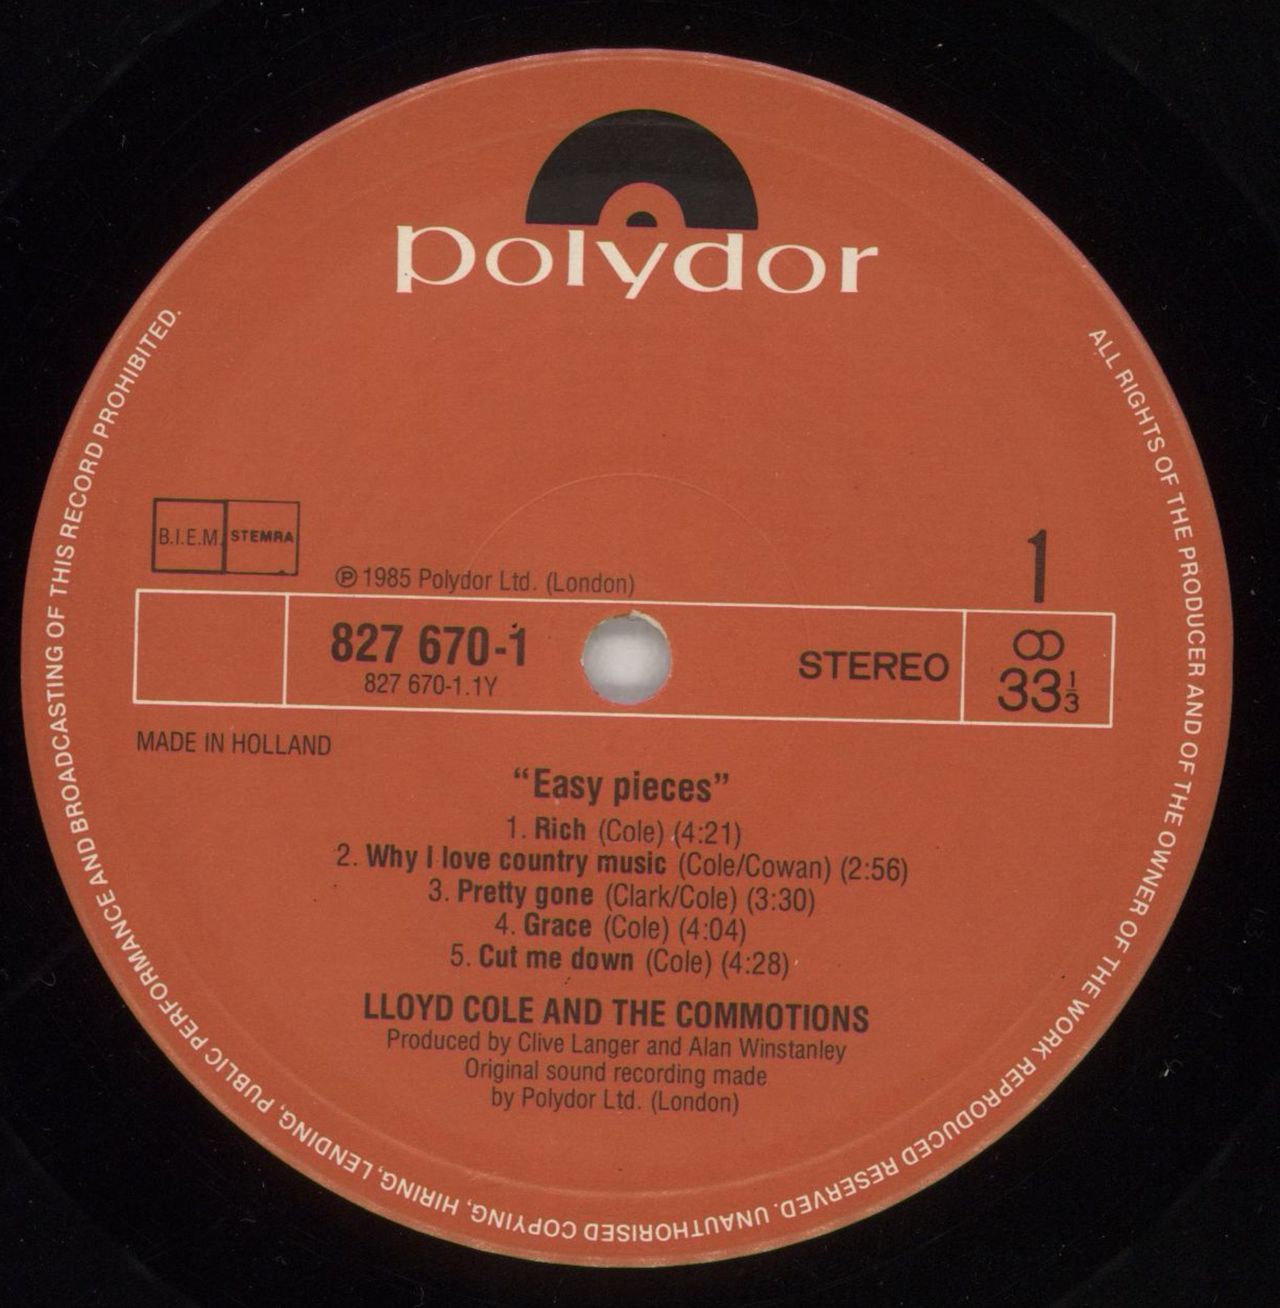 polydor
ALL RIGHTS OF THE PRODUCER AND OF THE OWNER OF THE WORK REPRODUCED RESERVED. UNAUTHORISED COPYING, HIRING, LENDING, PUBLIC PERFORMANCE AND BROADCASTING OF THIS RECORD PROHIBITED.
B.I.E.M. STEMRA
℗ 1985 Polydor Ltd. (London)
1
827 670-1
827 670-1.1Y
STEREO
33 1/3
MADE IN HOLLAND
“Easy pieces”
1. Rich (Cole) (4:21)
2. Why I love country music (Cole/Cowan) (2:56)
3. Pretty gone (Clark/Cole) (3:30)
4. Grace (Cole) (4:04)
5. Cut me down (Cole) (4:28)
LLOYD COLE AND THE COMMOTIONS
Produced by Clive Langer and Alan Winstanley
Original sound recording made
by Polydor Ltd. (London)